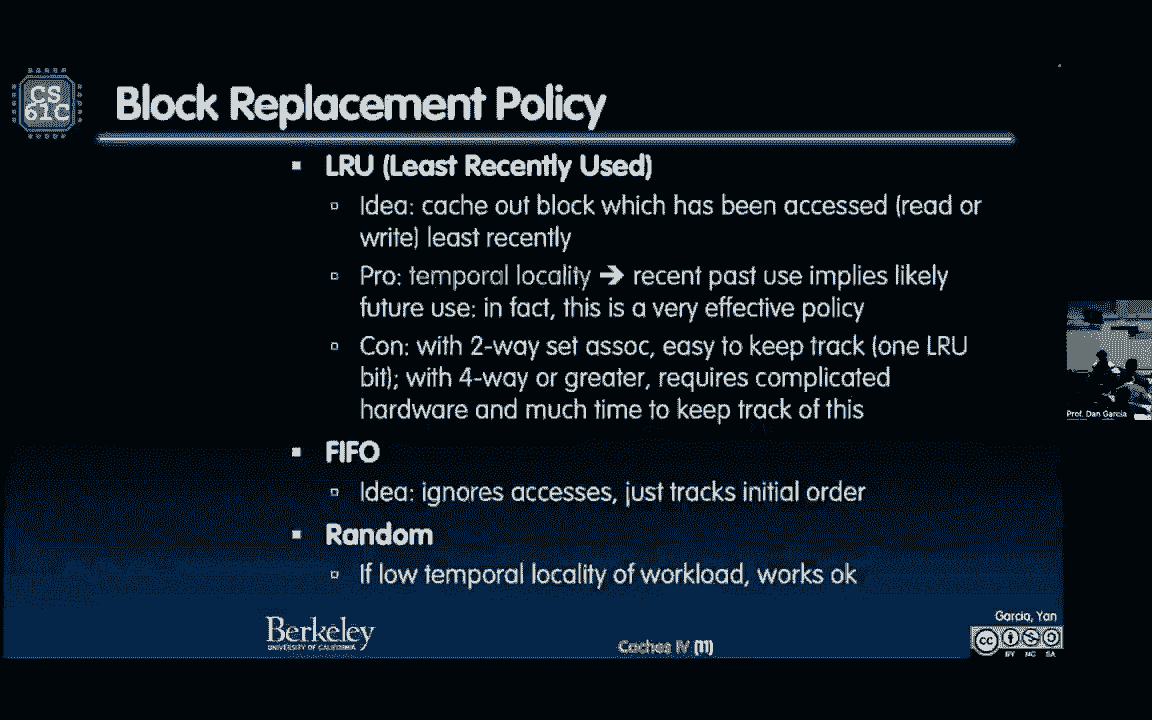 CS
61C
Block Replacement Policy
LRU (Least Recently Used)
Idea: cache out block which has been accessed (read or
write) least recently
Pro: temporal locality ➔ recent past use implies likely
future use: in fact, this is a very effective policy
Con: with 2-way set assoc, easy to keep track (one LRU
bit); with 4-way or greater, requires complicated
hardware and much time to keep track of this
FIFO
Idea: ignores accesses, just tracks initial order
Random
If low temporal locality of workload, works ok
Prof. Dan Garcia
Berkeley
UNIVERSITY OF CALIFORNIA
Caches IV (11)
Garcia, Yan
cc
BY NC SA